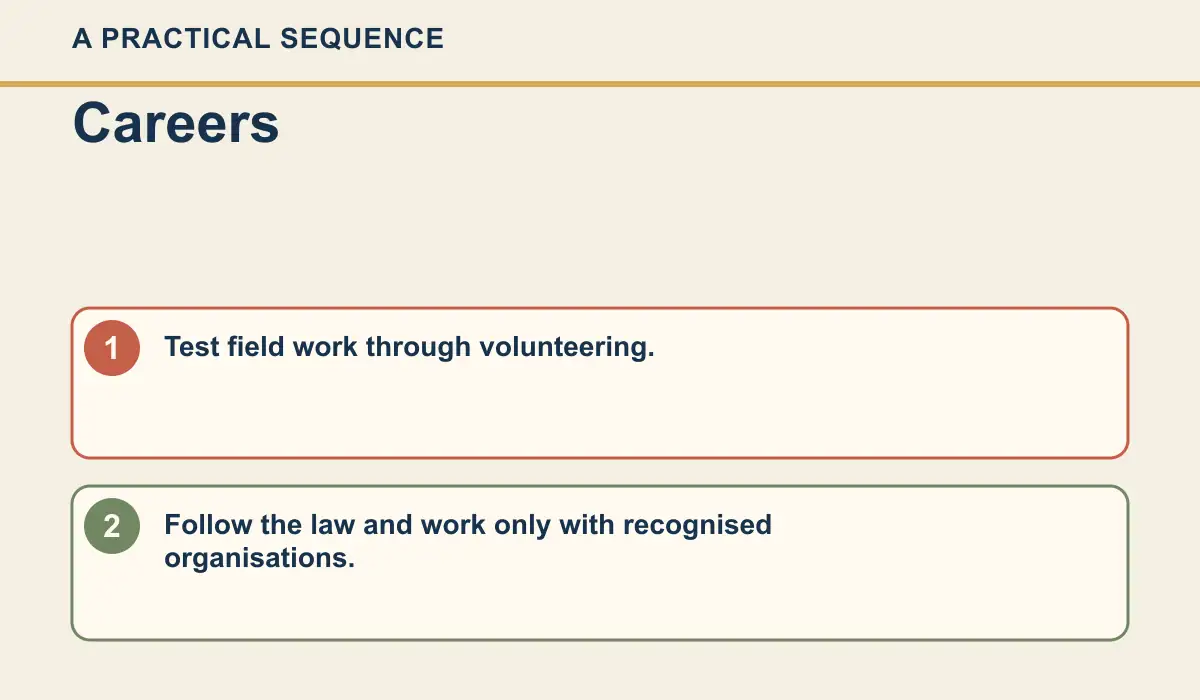 A PRACTICAL SEQUENCE
Careers
1
Test field work through volunteering.
2
Follow the law and work only with recognised
organisations.